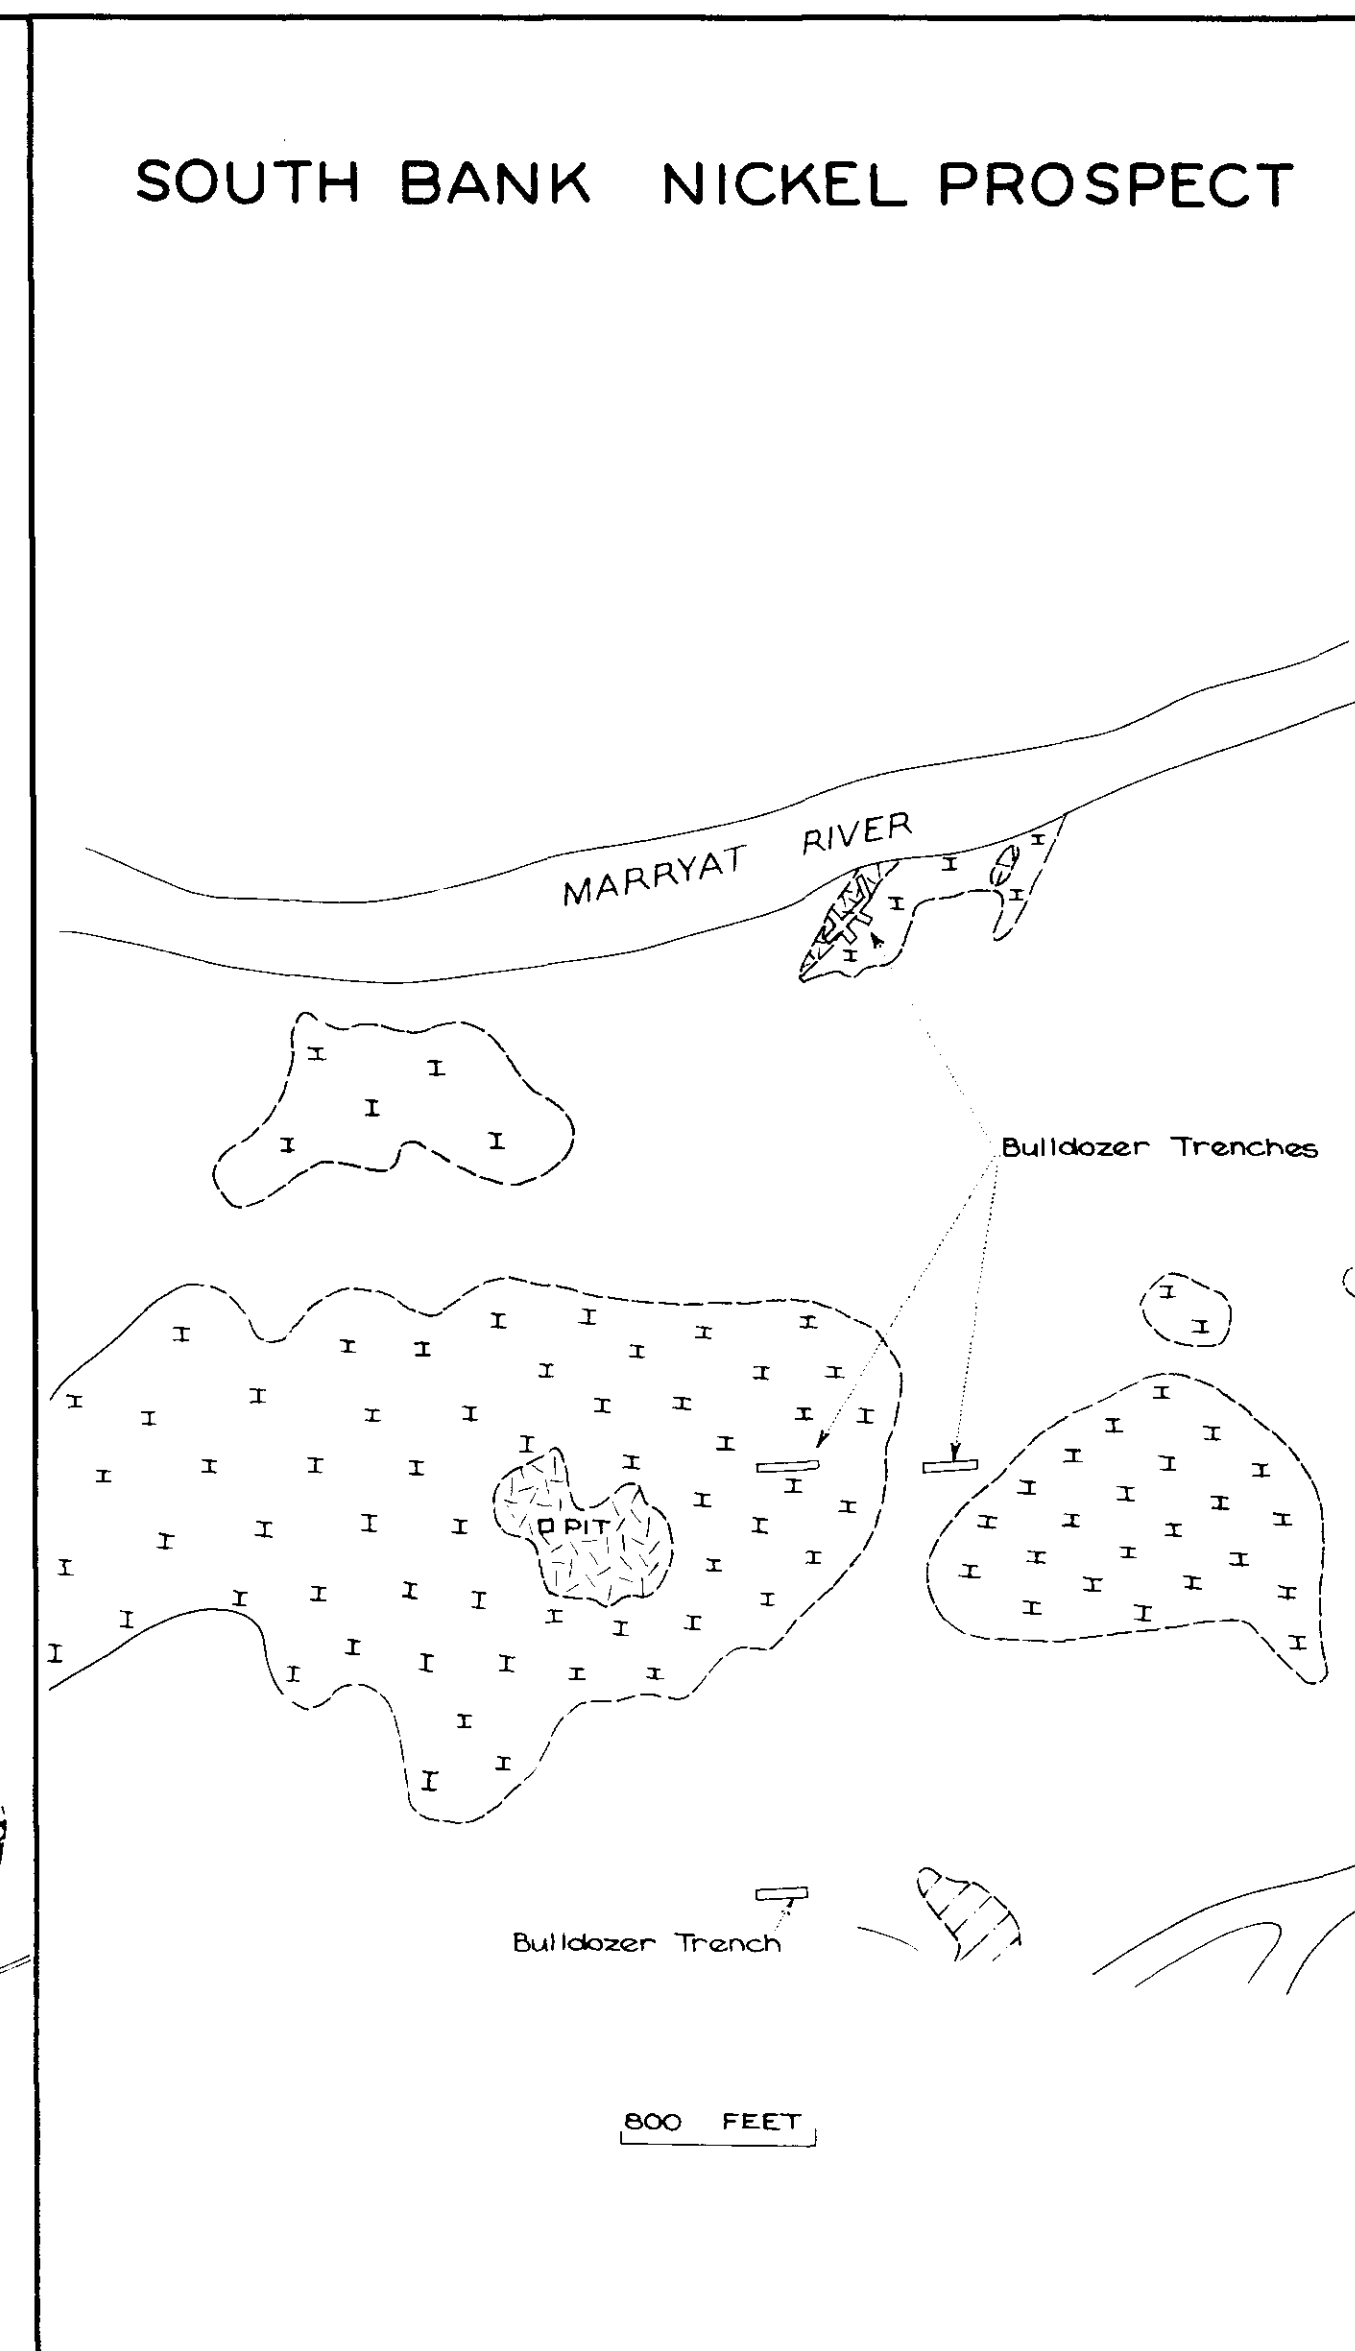 SOUTH BANK NICKEL PROSPECT
MARRYAT RIVER
Bulldozer Trenches
PIT
Bulldozer Trench
800 FEET